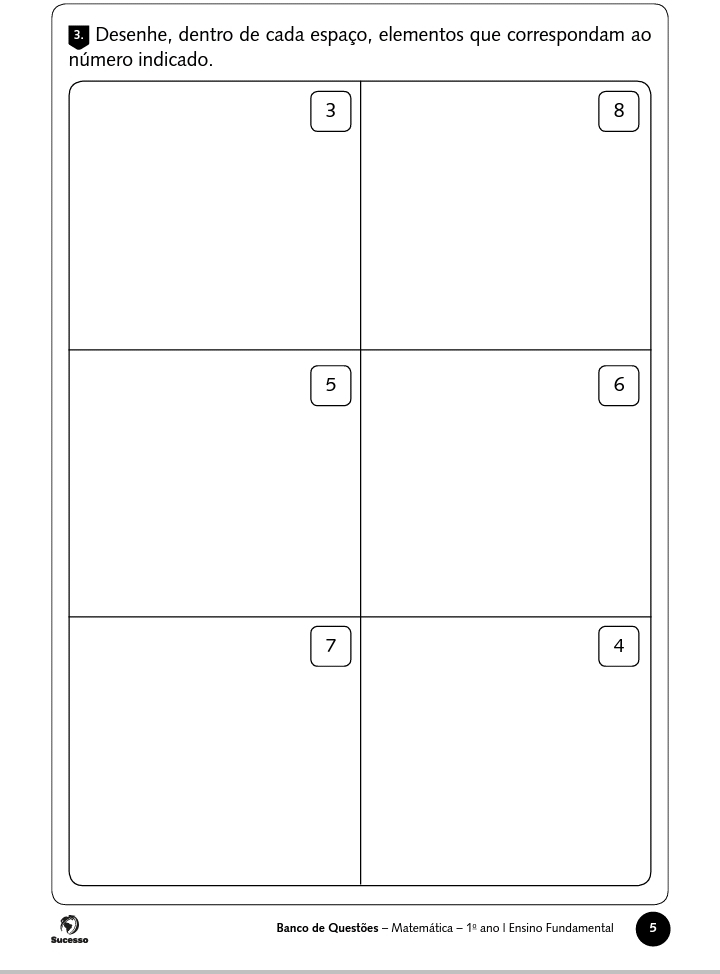 3. Desenhe, dentro de cada espaço, elementos que correspondam ao
número indicado.
3
8
5
6
7
4
Sucesso
Banco de Questões – Matemática – 1º ano I Ensino Fundamental
5